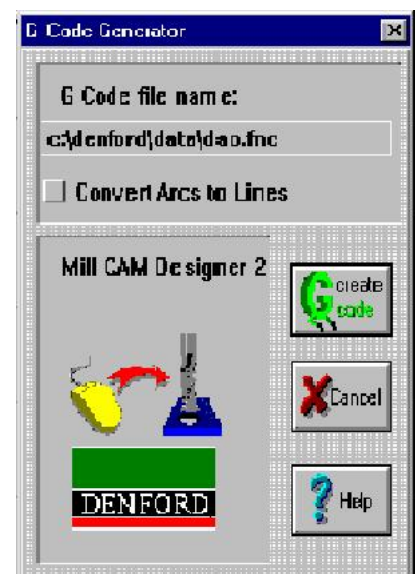 G Code Generator
G Code file name:
c:\denford\data\dao.fnc
Convert Arcs to Lines
Mill CAM Designer 2
G create code
Cancel
DENFORD
Help